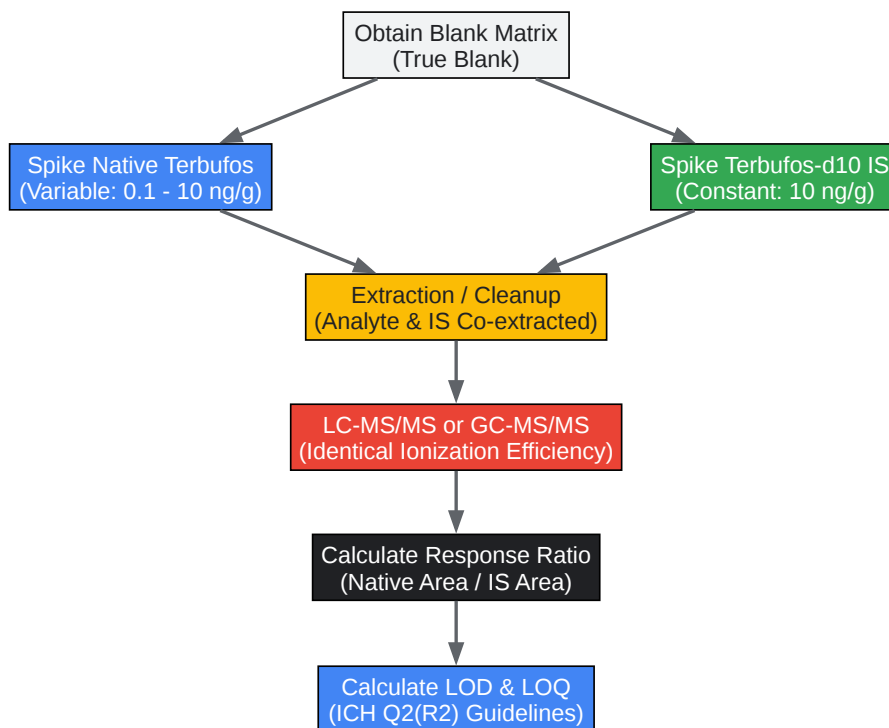 Obtain Blank Matrix
(True Blank)
Spike Native Terbufos
(Variable: 0.1 - 10 ng/g)
Spike Terbufos-d10 IS
(Constant: 10 ng/g)
Extraction / Cleanup
(Analyte & IS Co-extracted)
LC-MS/MS or GC-MS/MS
(Identical Ionization Efficiency)
Calculate Response Ratio
(Native Area / IS Area)
Calculate LOD & LOQ
(ICH Q2(R2) Guidelines)